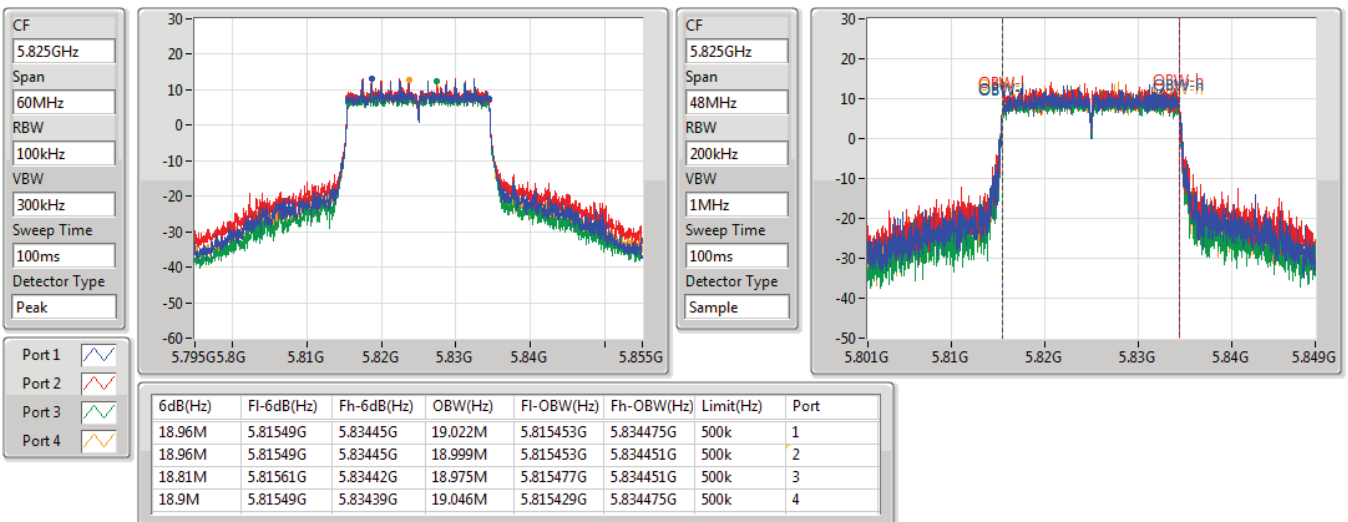 CF
5.825GHz
Span
60MHz
RBW
100kHz
VBW
300kHz
Sweep Time
100ms
Detector Type
Peak
30
20
10
0
-10
-20
-30
-40
-50
-60
5.795G 5.8G 5.81G 5.82G 5.83G 5.84G 5.855G
CF
5.825GHz
Span
48MHz
RBW
200kHz
VBW
1MHz
Sweep Time
100ms
Detector Type
Sample
30
20
10
0
-10
-20
-30
-40
-50
OBW-h
5.801G 5.81G 5.82G 5.83G 5.84G 5.849G
Port 1
Port 2
Port 3
Port 4
6dB(Hz) Fl-6dB(Hz) Fh-6dB(Hz) OBW(Hz) Fl-OBW(Hz) Fh-OBW(Hz) Limit(Hz) Port
18.96M 5.81549G 5.83445G 19.022M 5.815453G 5.834475G 500k 1
18.96M 5.81549G 5.83445G 18.999M 5.815453G 5.834451G 500k 2
18.81M 5.81561G 5.83442G 18.975M 5.815477G 5.834451G 500k 3
18.9M 5.81549G 5.83439G 19.046M 5.815429G 5.834475G 500k 4